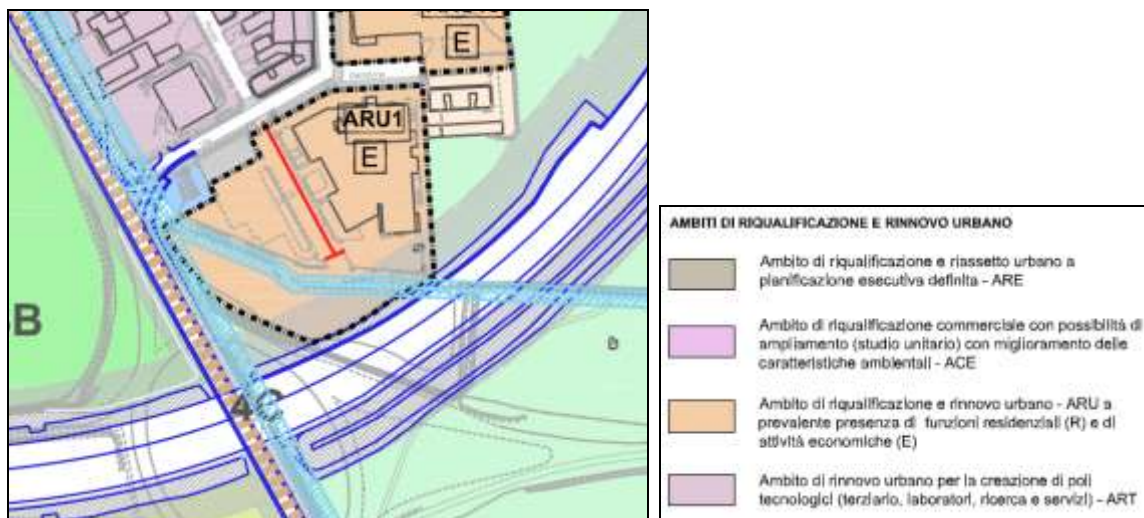 E
ARU1
E
B
AMBITI DI RIQUALIFICAZIONE E RINNOVO URBANO
Ambito di riqualificazione e riassetto urbano a
pianificazione esecutiva definita - ARE
Ambito di riqualificazione commerciale con possibilità di
ampliamento (studio unitario) con miglioramento delle
caratteristiche ambientali - ACE
Ambito di riqualificazione e rinnovo urbano - ARU a
prevalente presenza di funzioni residenziali (R) e di
attività economiche (E)
Ambito di rinnovo urbano per la creazione di poli
tecnologici (terziario, laboratori, ricerca e servizi) - ART